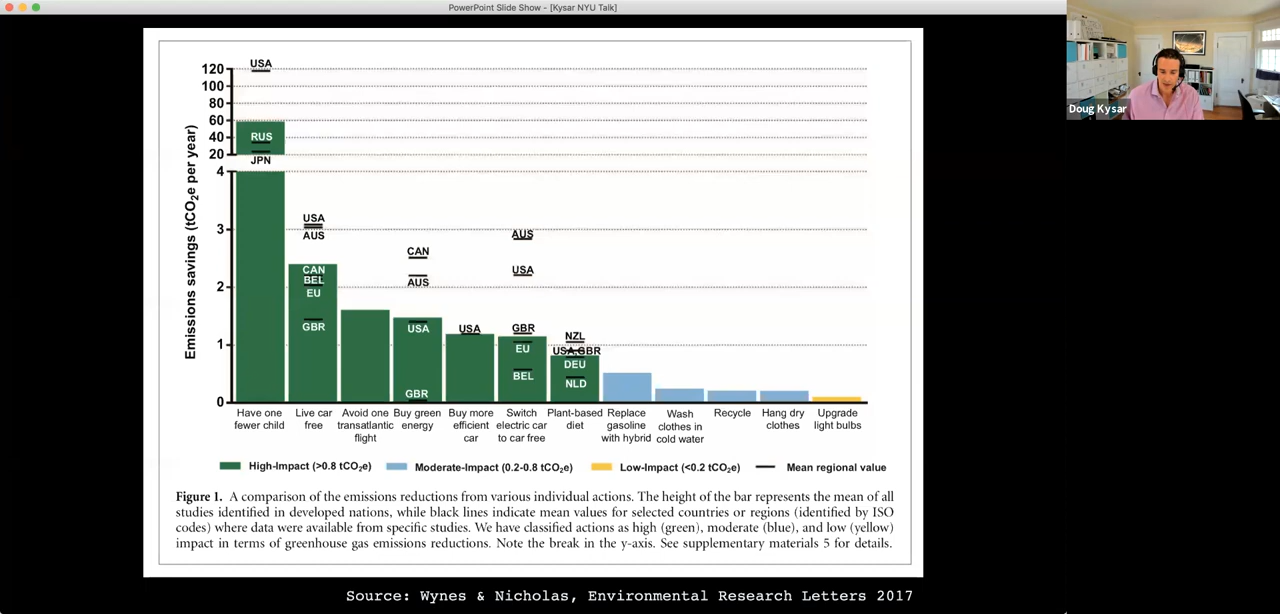 PowerPoint Slide Show - [Kysar NYU Talk]
Doug Kysar
Emissions savings (tCO₂e per year)
120
100
80
60
40
20
4
3
2
1
0
USA
RUS
JPN
USA
AUS
CAN
BEL
EU
GBR
CAN
AUS
USA
GBR
USA
AUS
USA
GBR
EU
BEL
NZL
USA GBR
DEU
NLD
Have one
fewer child
Live car
free
Avoid one
transatlantic
flight
Buy green
energy
Buy more
efficient
car
Switch
electric car
to car free
Plant-based
diet
Replace
gasoline
with hybrid
Wash
clothes in
cold water
Recycle
Hang dry
clothes
Upgrade
light bulbs
High-Impact (>0.8 tCO₂e)
Moderate-Impact (0.2-0.8 tCO₂e)
Low-Impact (<0.2 tCO₂e)
Mean regional value
Figure 1. A comparison of the emissions reductions from various individual actions. The height of the bar represents the mean of all
studies identified in developed nations, while black lines indicate mean values for selected countries or regions (identified by ISO
codes) where data were available from specific studies. We have classified actions as high (green), moderate (blue), and low (yellow)
impact in terms of greenhouse gas emissions reductions. Note the break in the y-axis. See supplementary materials 5 for details.
Source: Wynes & Nicholas, Environmental Research Letters 2017